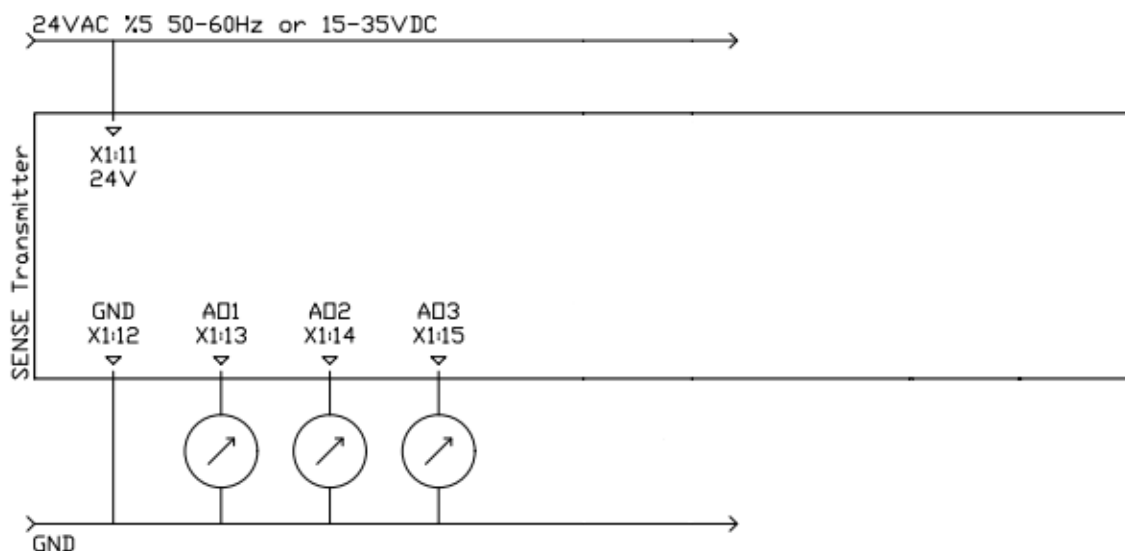 24VAC %5 50-60Hz or 15-35VDC
SENSE Transmitter
X1:11
24V
GND AO1 AO2 AO3
X1:12 X1:13 X1:14 X1:15
GND